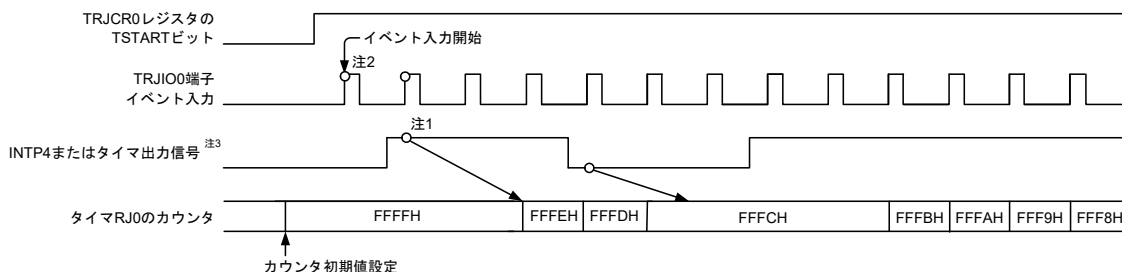 TRJCR0レジスタの
TSTARTビット
イベント入力開始
注2
TRJIO0端子
イベント入力
注1
INTP4またはタイマ出力信号 注3
タイマRJ0のカウンタ FFFFH FFFEH FFFDH FFFCH FFFBH FFFAH FFF9H FFF8H
カウンタ初期値設定